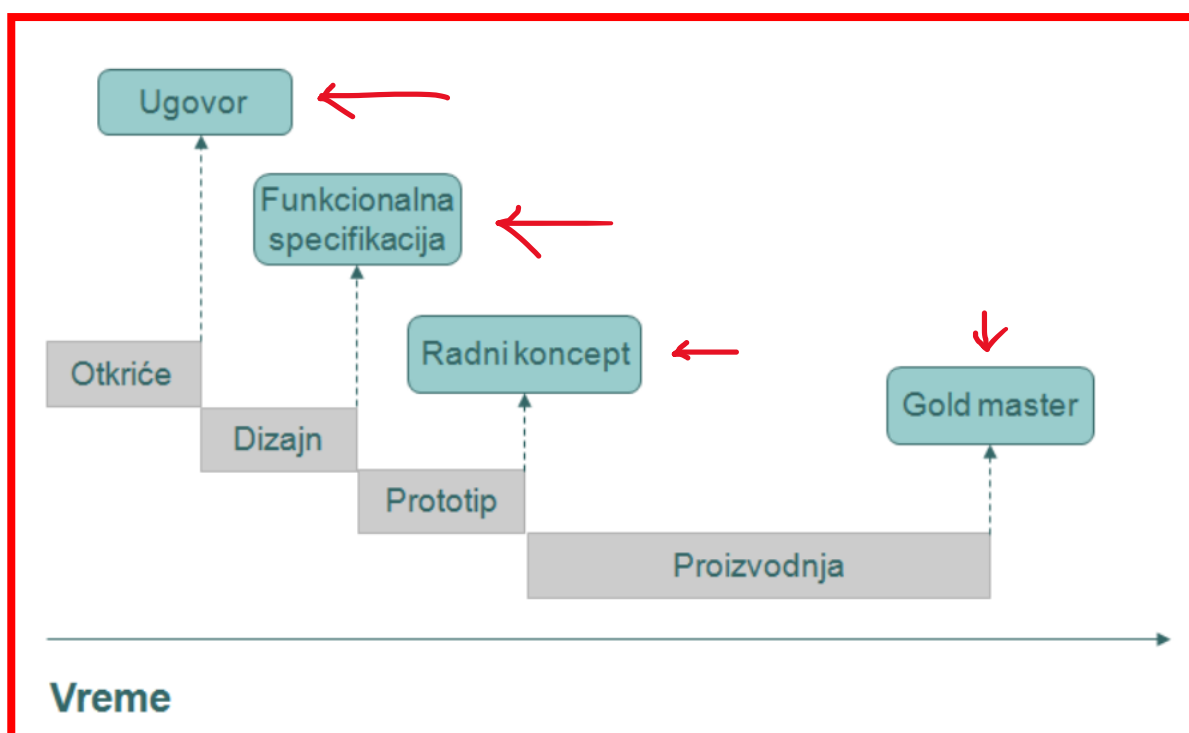 Ugovor
Funkcionalna
specifikacija
Radni koncept
Gold master
Otkriće
Dizajn
Prototip
Proizvodnja
Vreme